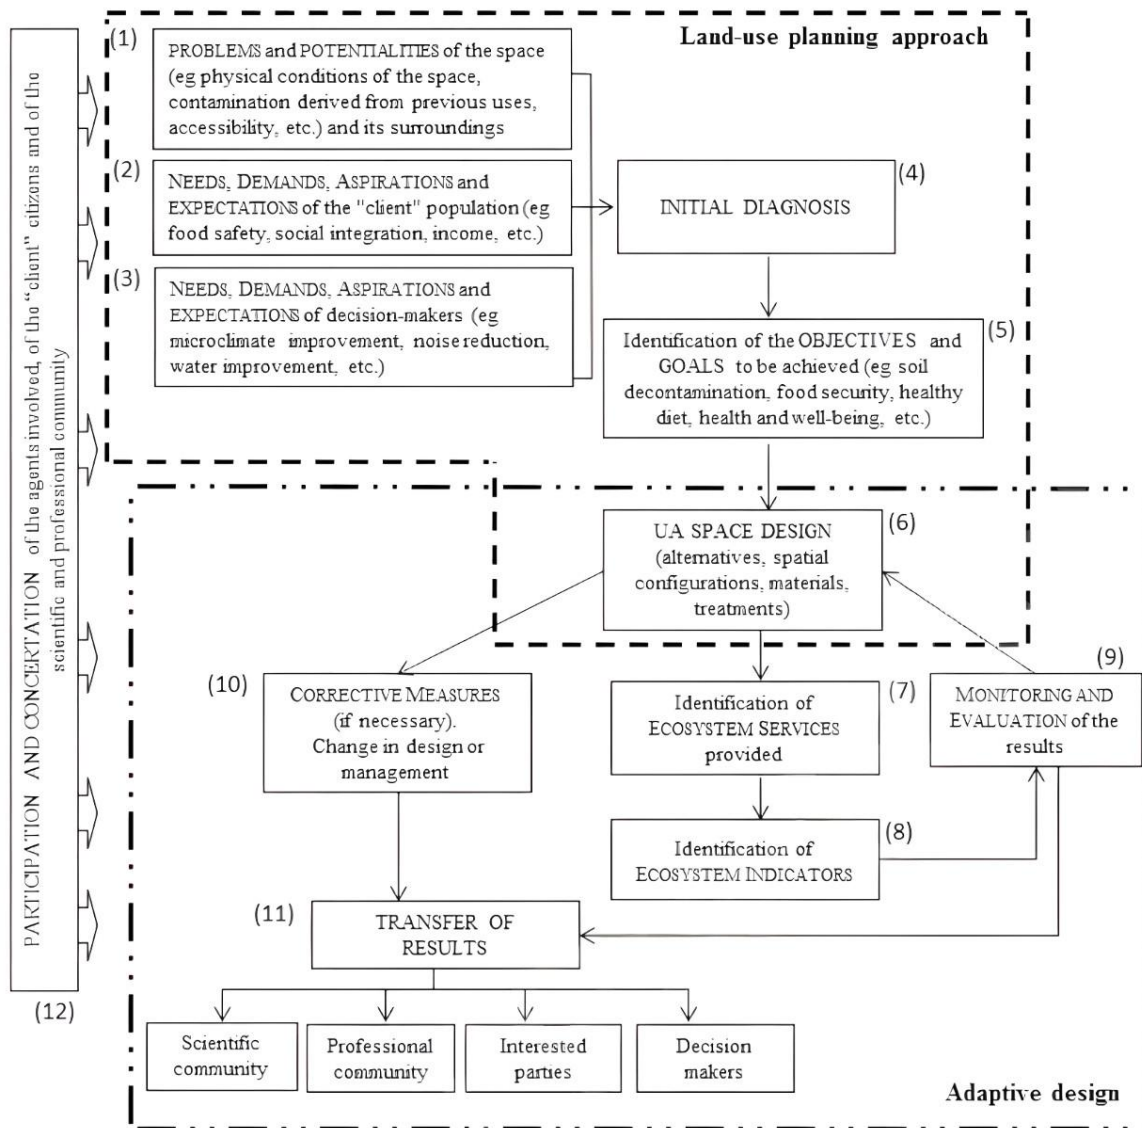 PARTICIPATION AND CONCERTATION of the agents involved, of the "client" citizens and of the
scientific and professional community
(12)
Land-use planning approach
(1)
PROBLEMS and POTENTIALITIES of the space
(eg physical conditions of the space,
contamination derived from previous uses,
accessibility, etc.) and its surroundings
(2)
NEEDS, DEMANDS, ASPIRATIONS and
EXPECTATIONS of the "client" population (eg
food safety, social integration, income, etc.)
(3)
NEEDS, DEMANDS, ASPIRATIONS and
EXPECTATIONS of decision-makers (eg
microclimate improvement, noise reduction,
water improvement, etc.)
(4)
INITIAL DIAGNOSIS
(5)
Identification of the OBJECTIVES and
GOALS to be achieved (eg soil
decontamination, food security, healthy
diet, health and well-being, etc.)
(6)
UA SPACE DESIGN
(alternatives, spatial
configurations, materials,
treatments)
(7)
Identification of
ECOSYSTEM SERVICES
provided
(8)
Identification of
ECOSYSTEM INDICATORS
(9)
MONITORING AND
EVALUATION of the
results
(10)
CORRECTIVE MEASURES
(if necessary).
Change in design or
management
(11)
TRANSFER OF
RESULTS
Scientific
community
Professional
community
Interested
parties
Decision
makers
Adaptive design